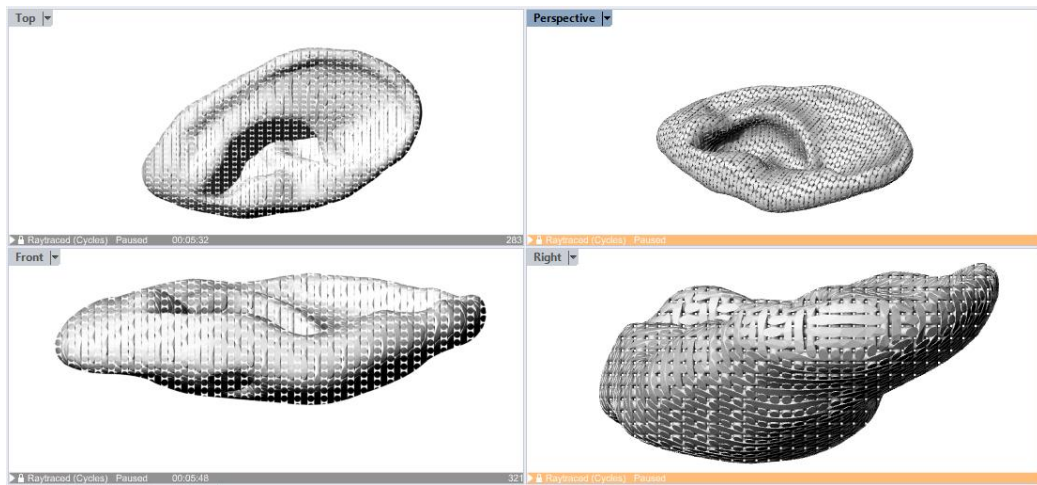 Top
Perspective
Raytraced (Cycles) Paused 00:05:32 283
Raytraced (Cycles) Paused
Front
Right
Raytraced (Cycles) Paused 00:05:48 321
Raytraced (Cycles) Paused